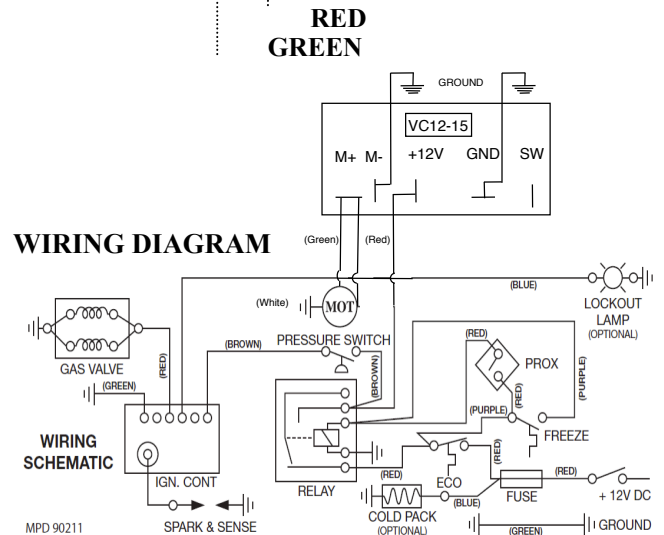 RED
GREEN
GROUND
VC12-15
M+ M- +12V GND SW
WIRING DIAGRAM
(Green) (Red)
(BLUE)
(White)
MOT
LOCKOUT
LAMP
(OPTIONAL)
GAS VALVE
(RED)
(BROWN)
PRESSURE SWITCH
(BROWN)
(RED)
PROX
(RED)
(PURPLE)
(GREEN)
(PURPLE)
FREEZE
WIRING
SCHEMATIC
IGN. CONT
RELAY
(RED)
ECO
(RED)
(RED)
FUSE
+ 12V DC
COLD PACK
(OPTIONAL)
(BLUE)
MPD 90211
SPARK & SENSE
(GREEN)
GROUND